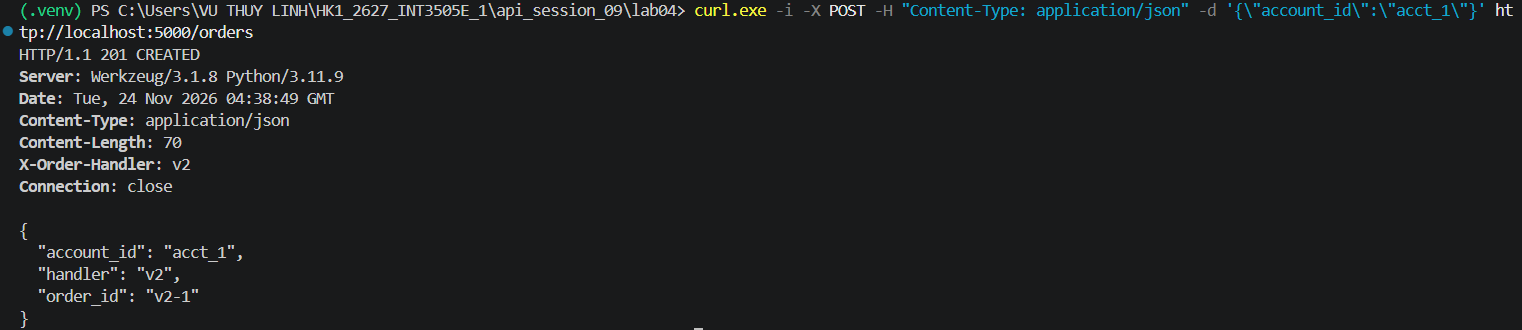 (.venv) PS C:\Users\VU THUY LINH\HK1_2627_INT3505E_1\api_session_09\lab04> curl.exe -i -X POST -H "Content-Type: application/json" -d '{\"account_id\":\"acct_1\"}' ht
tp://localhost:5000/orders
HTTP/1.1 201 CREATED
Server: Werkzeug/3.1.8 Python/3.11.9
Date: Tue, 24 Nov 2026 04:38:49 GMT
Content-Type: application/json
Content-Length: 70
X-Order-Handler: v2
Connection: close

{
  "account_id": "acct_1",
  "handler": "v2",
  "order_id": "v2-1"
}